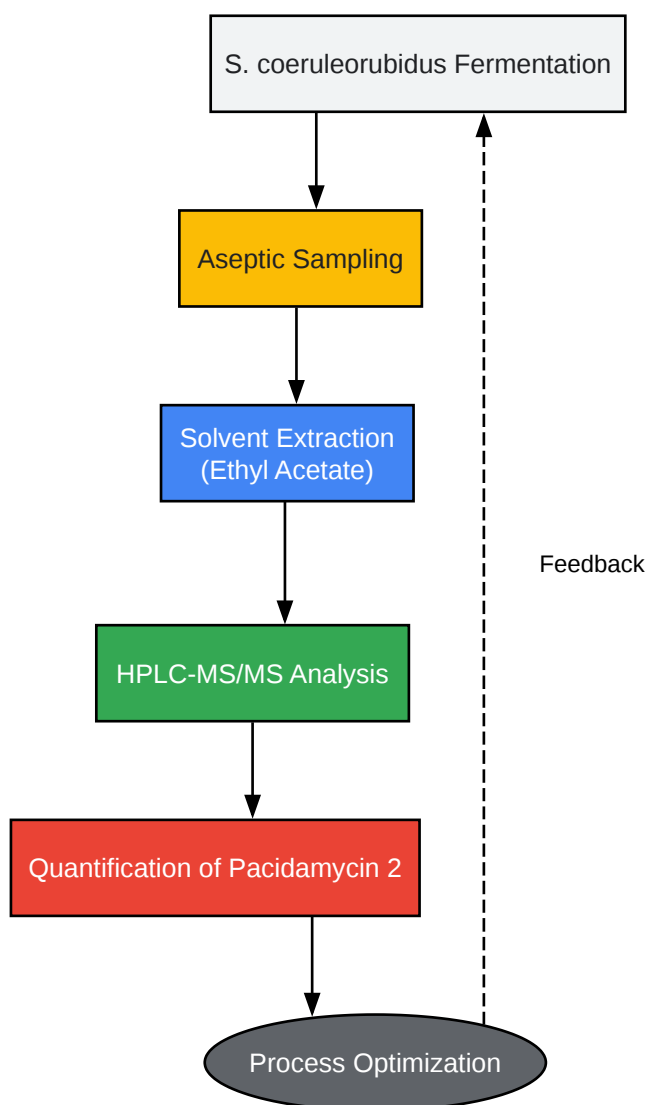 S. coeruleorubidus Fermentation
Aseptic Sampling
Solvent Extraction
(Ethyl Acetate)
Feedback
HPLC-MS/MS Analysis
Quantification of Pacidamycin 2
Process Optimization